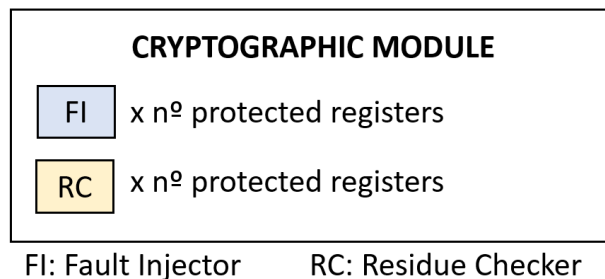 CRYPTOGRAPHIC MODULE
FI x nº protected registers
RC x nº protected registers
FI: Fault Injector RC: Residue Checker